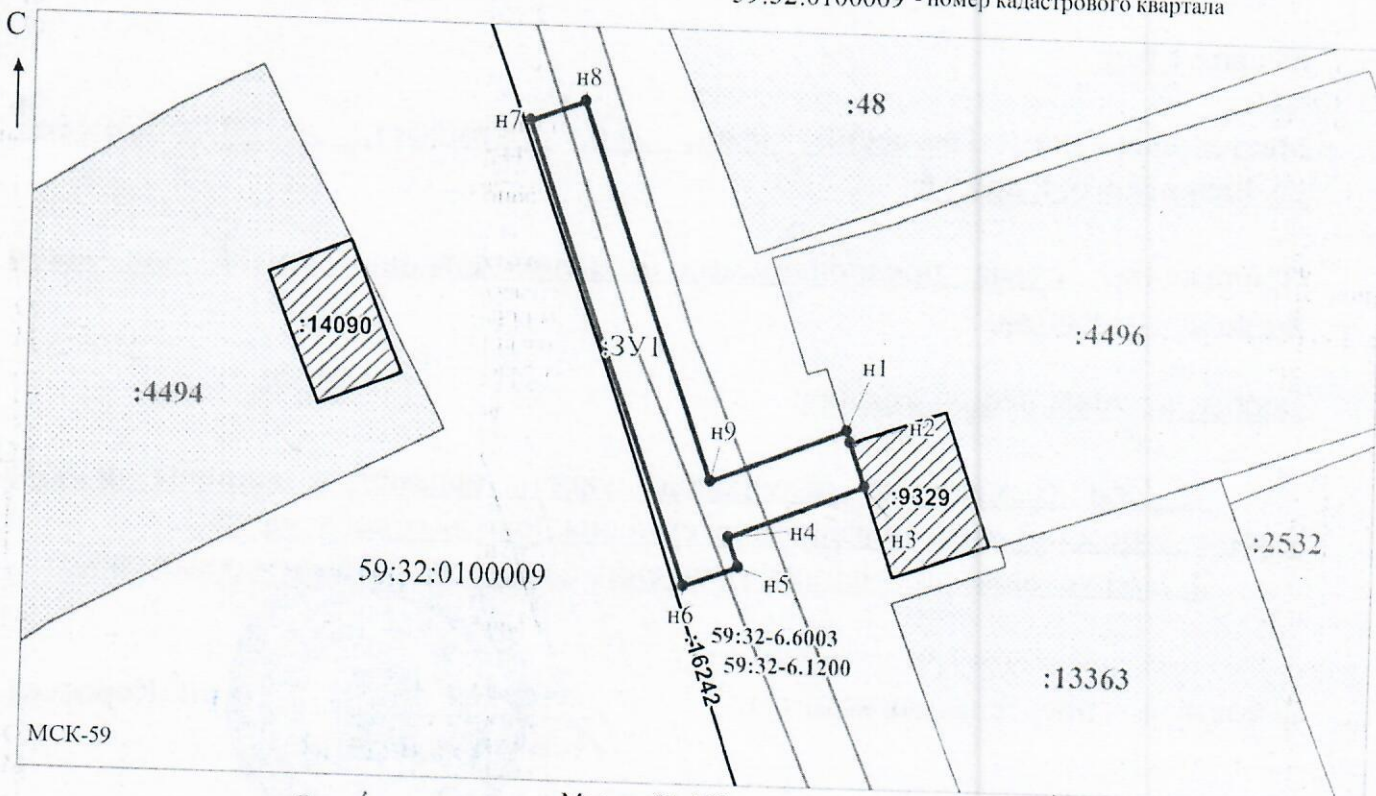 59:32:0100009 - номер кадастрового квартала
С
н8
н7
:48
:14090
:ЗУ1
:4496
:4494
н1
н9
н2
:9329
н4
н3
:2532
59:32:0100009
н5
н6
59:32-6.6003
59:32-6.1200
:16242
:13363
МСК-59